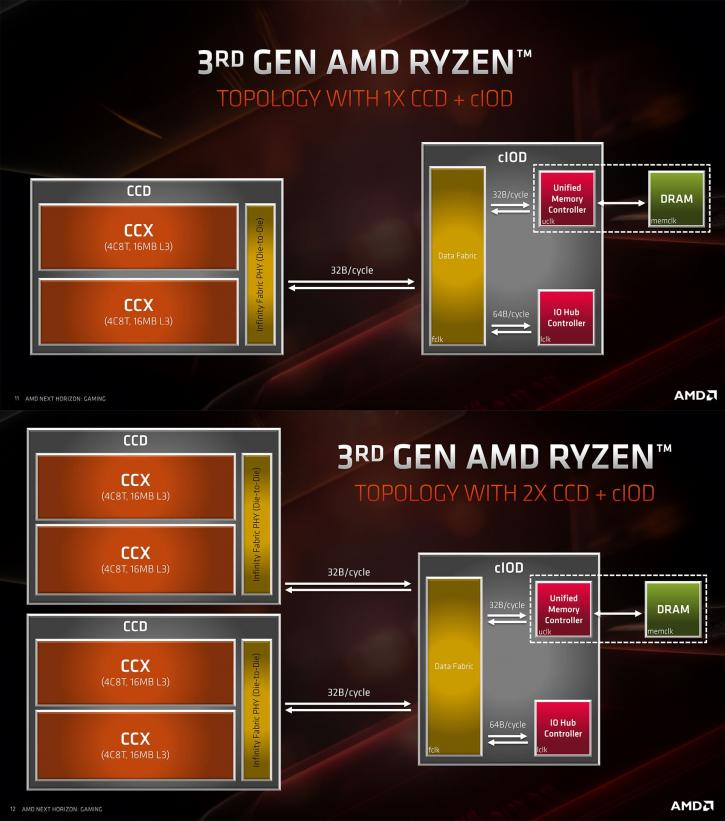 3RD GEN AMD RYZEN™
TOPOLOGY WITH 1X CCD + cIOD
CCD
CCX
(4C8T, 16MB L3)
CCX
(4C8T, 16MB L3)
Infinity Fabric PHY (Die-to-Die)
32B/cycle
cIOD
Data Fabric
fclk
32B/cycle
Unified
Memory
Controller
uclk
DRAM
memclk
64B/cycle
IO Hub
Controller
lclk
11 AMD NEXT HORIZON: GAMING
AMD
3RD GEN AMD RYZEN™
TOPOLOGY WITH 2X CCD + cIOD
CCD
CCX
(4C8T, 16MB L3)
CCX
(4C8T, 16MB L3)
Infinity Fabric PHY (Die-to-Die)
32B/cycle
CCD
CCX
(4C8T, 16MB L3)
CCX
(4C8T, 16MB L3)
Infinity Fabric PHY (Die-to-Die)
32B/cycle
cIOD
Data Fabric
fclk
32B/cycle
Unified
Memory
Controller
uclk
DRAM
memclk
64B/cycle
IO Hub
Controller
lclk
12 AMD NEXT HORIZON: GAMING
AMD